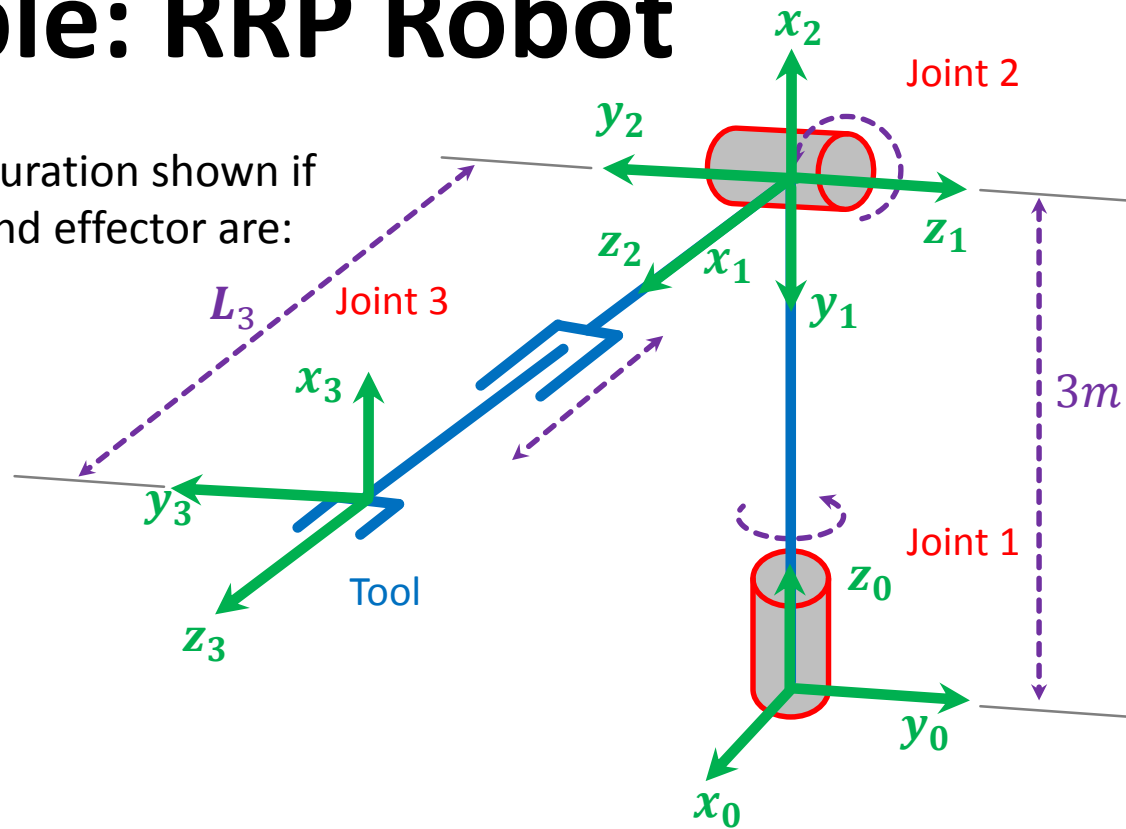 ple: RRP Robot
uration shown if
nd effector are:
x₂
Joint 2
y₂
z₁
z₂
x₁
y₁
L₃
Joint 3
x₃
3m
y₃
Joint 1
z₀
Tool
z₃
y₀
x₀